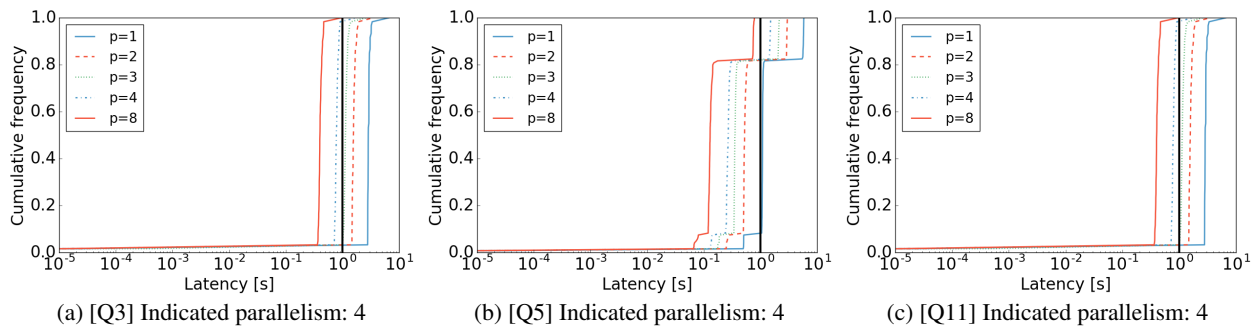 1.0
0.8
0.6
0.4
0.2
0.0
Cumulative frequency
p=1
p=2
p=3
p=4
p=8
10^-5 10^-4 10^-3 10^-2 10^-1 10^0 10^1
Latency [s]
(a) [Q3] Indicated parallelism: 4
1.0
0.8
0.6
0.4
0.2
0.0
Cumulative frequency
p=1
p=2
p=3
p=4
p=8
10^-5 10^-4 10^-3 10^-2 10^-1 10^0 10^1
Latency [s]
(b) [Q5] Indicated parallelism: 4
1.0
0.8
0.6
0.4
0.2
0.0
Cumulative frequency
p=1
p=2
p=3
p=4
p=8
10^-5 10^-4 10^-3 10^-2 10^-1 10^0 10^1
Latency [s]
(c) [Q11] Indicated parallelism: 4